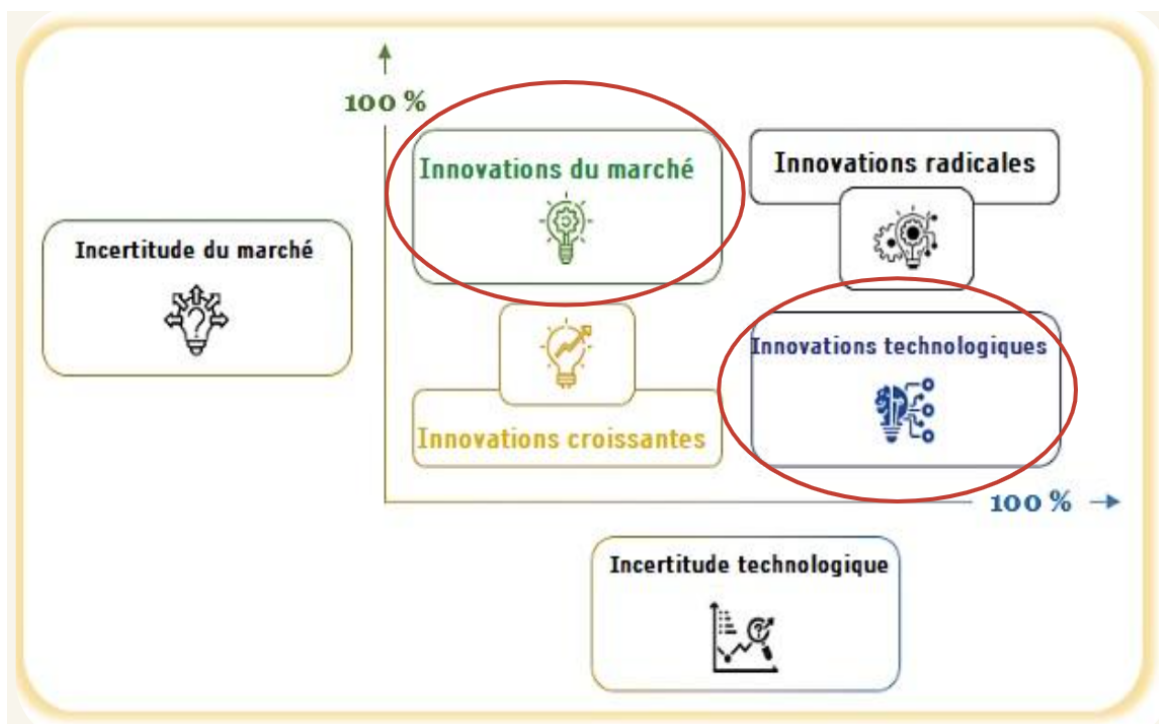 100 %
Innovations du marché
Innovations radicales
Incertitude du marché
Innovations technologiques
Innovations croissantes
100 %
Incertitude technologique